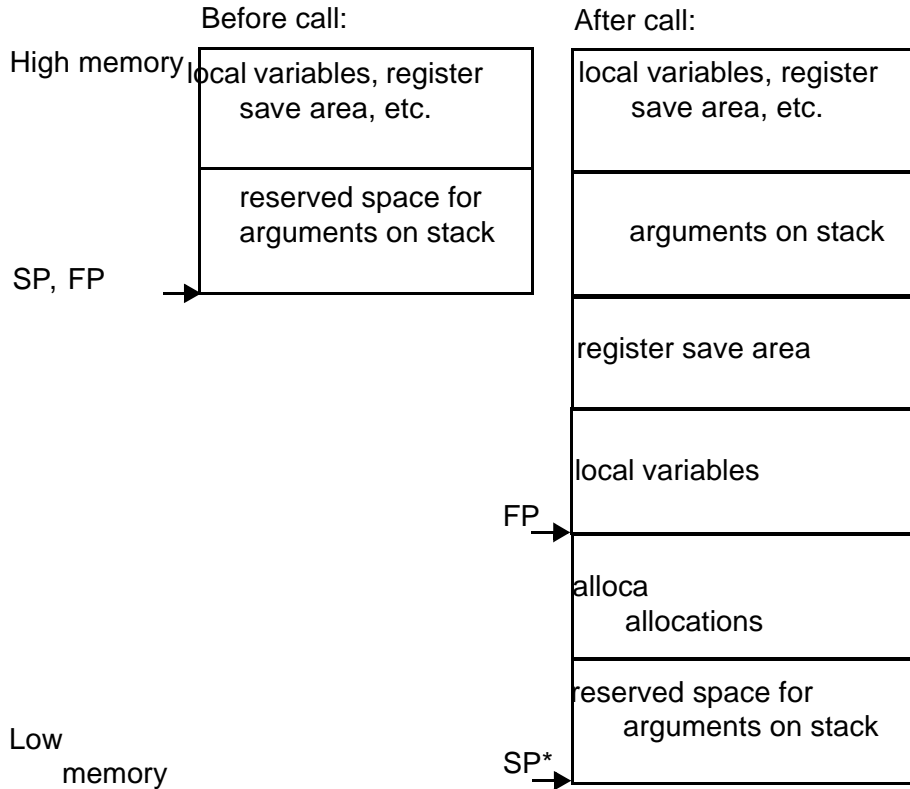 Before call:
After call:
High memory
local variables, register
save area, etc.
local variables, register
save area, etc.
reserved space for
arguments on stack
arguments on stack
SP, FP
register save area
local variables
FP
alloca
allocations
reserved space for
arguments on stack
Low
memory
SP*